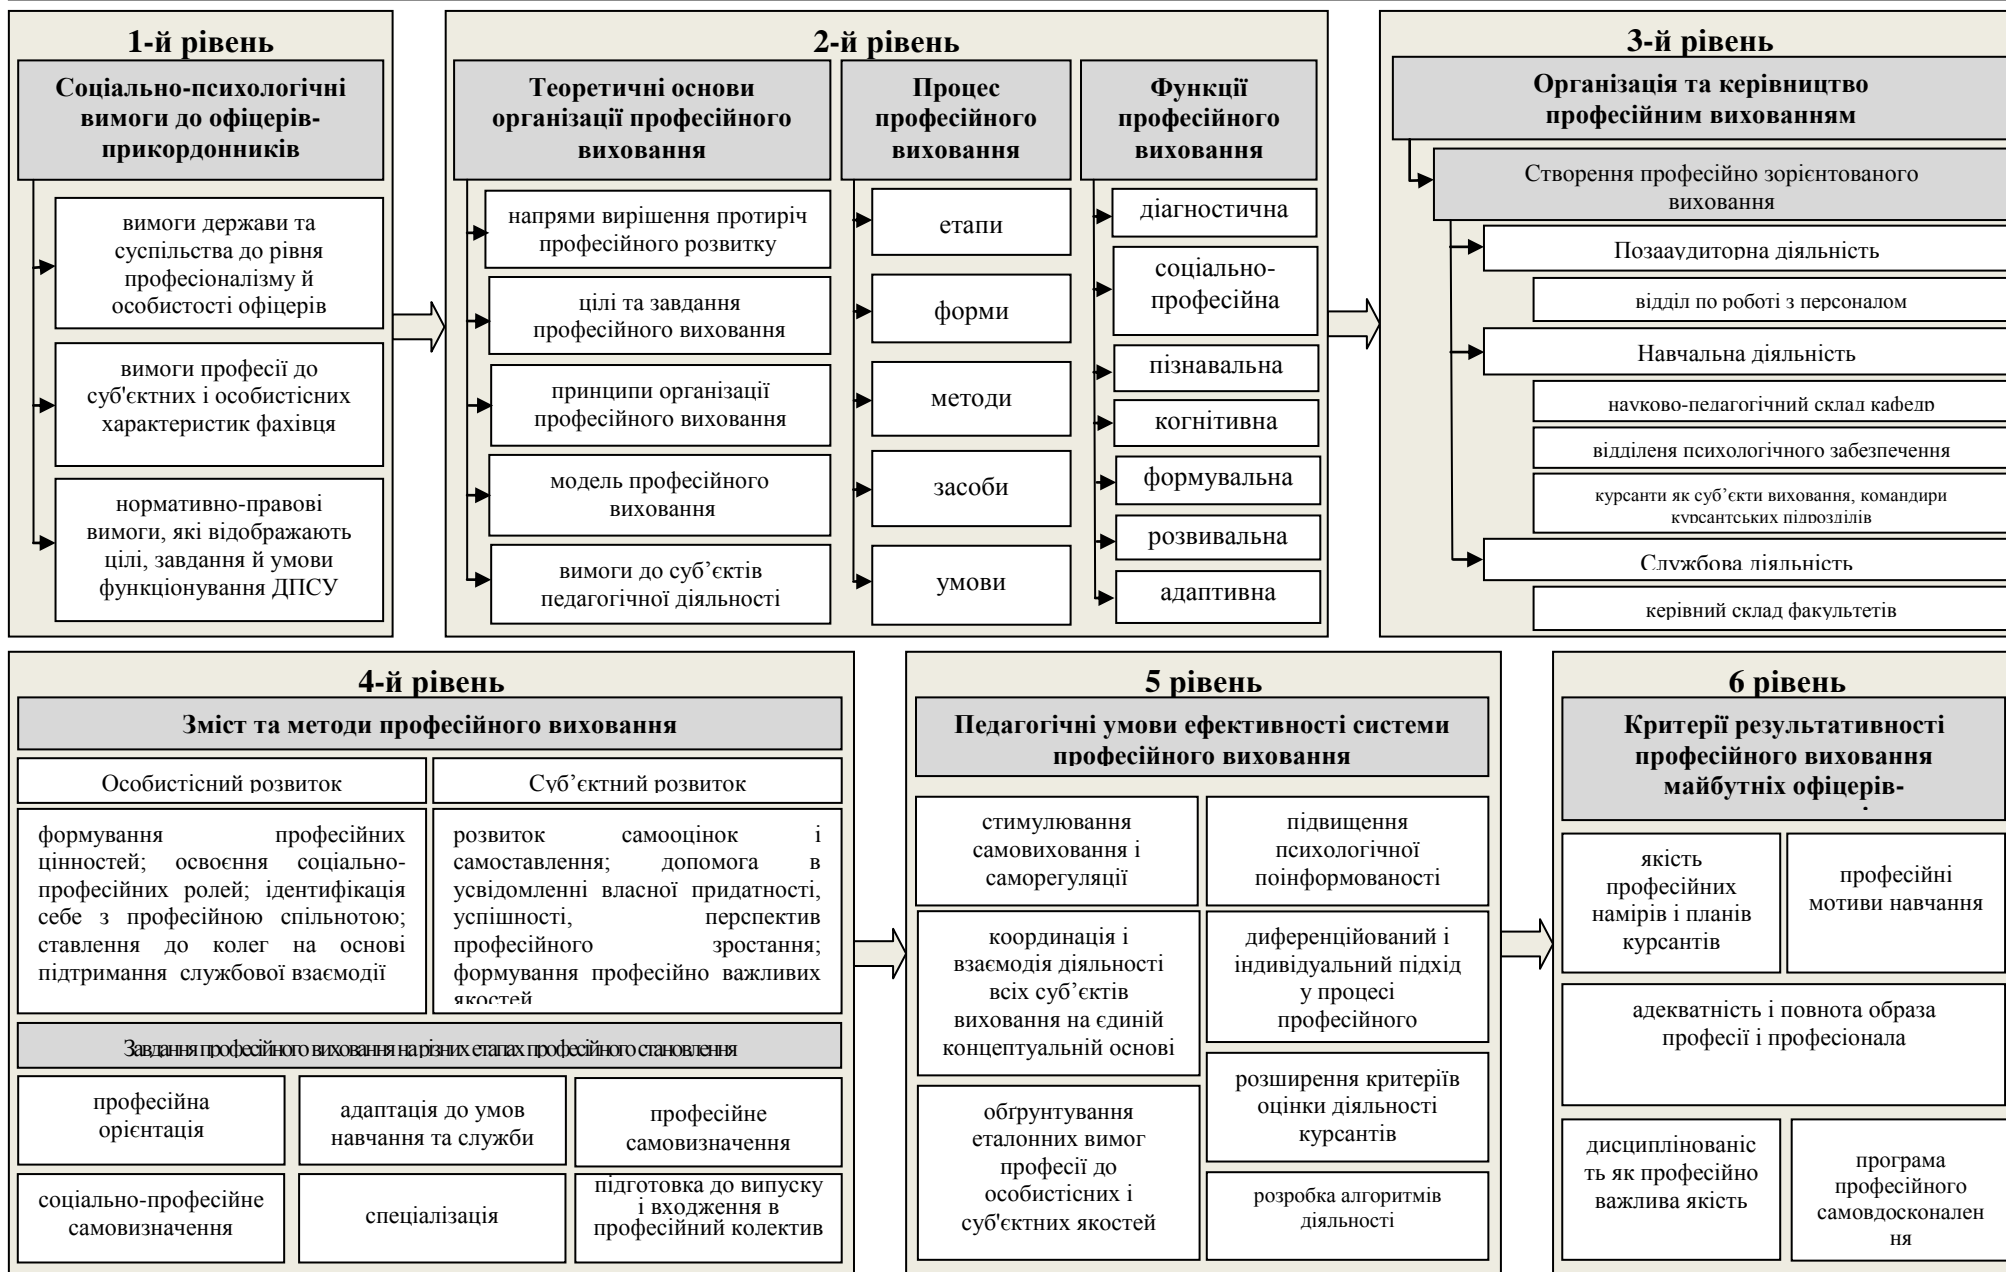 1-й рівень
Соціально-психологічні
вимоги до офіцерів-
прикордонників
вимоги держави та
суспільства до рівня
професіоналізму й
особистості офіцерів
вимоги професії до
суб'єктних і особистісних
характеристик фахівця
нормативно-правові
вимоги, які відображають
цілі, завдання й умови
функціонування ДПСУ
2-й рівень
Теоретичні основи
організації професійного
виховання
напрями вирішення протиріч
професійного розвитку
цілі та завдання
професійного виховання
принципи організації
професійного виховання
модель професійного
виховання
вимоги до суб’єктів
педагогічної діяльності
Процес
професійного
виховання
етапи
форми
методи
засоби
умови
Функції
професійного
виховання
діагностична
соціально-
професійна
пізнавальна
когнітивна
формувальна
розвивальна
адаптивна
3-й рівень
Організація та керівництво
професійним вихованням
Створення професійно зорієнтованого
виховання
Позааудиторна діяльність
відділ по роботі з персоналом
Навчальна діяльність
науково-педагогічний склад кафедр
відділеня психологічного забезпечення
курсанти як суб’єкти виховання, командири
курсантських підрозділів
Службова діяльність
керівний склад факультетів
4-й рівень
Зміст та методи професійного виховання
Особистісний розвиток
формування професійних
цінностей; освоєння соціально-
професійних ролей; ідентифікація
себе з професійною спільнотою;
ставлення до колег на основі
підтримання службової взаємодії
Суб’єктний розвиток
розвиток самооцінок і
самоставлення; допомога в
усвідомленні власної придатності,
успішності, перспектив
професійного зростання;
формування професійно важливих
якостей
Завдання професійного виховання на різних етапах професійного становлення
професійна
орієнтація
адаптація до умов
навчання та служби
професійне
самовизначення
соціально-професійне
самовизначення
спеціалізація
підготовка до випуску
і входження в
професійний колектив
5 рівень
Педагогічні умови ефективності системи
професійного виховання
стимулювання
самовиховання і
саморегуляції
підвищення
психологічної
поінформованості
координація і
взаємодія діяльності
всіх суб’єктів
виховання на єдиній
концептуальній основі
диференційований і
індивідуальний підхід
у процесі
професійного
обґрунтування
еталонних вимог
професії до
особистісних і
суб'єктних якостей
розширення критеріїв
оцінки діяльності
курсантів
розробка алгоритмів
діяльності
6 рівень
Критерії результативності
професійного виховання
майбутніх офіцерів-
якість
професійних
намірів і планів
курсантів
професійні
мотиви навчання
адекватність і повнота образа
професії і професіонала
дисциплінованіс
ть як професійно
важлива якість
програма
професійного
самовдосконален
ня